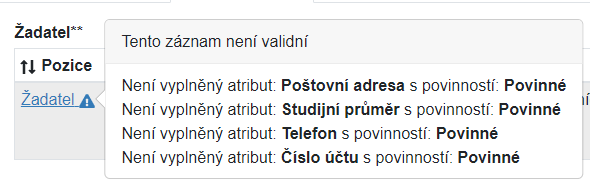 Žadatel**
Tento záznam není validní
Pozice
Žadatel
Není vyplněný atribut: Poštovní adresa s povinností: Povinné
Není vyplněný atribut: Studijní průměr s povinností: Povinné
Není vyplněný atribut: Telefon s povinností: Povinné
Není vyplněný atribut: Číslo účtu s povinností: Povinné